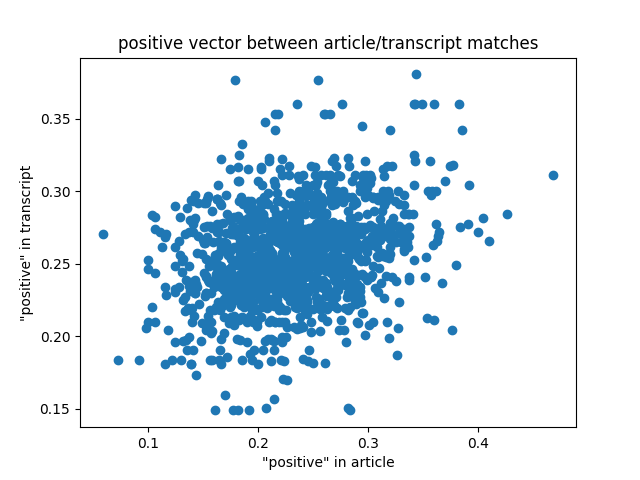 positive vector between article/transcript matches
"positive" in transcript
0.35
0.30
0.25
0.20
0.15
0.1 0.2 0.3 0.4
"positive" in article